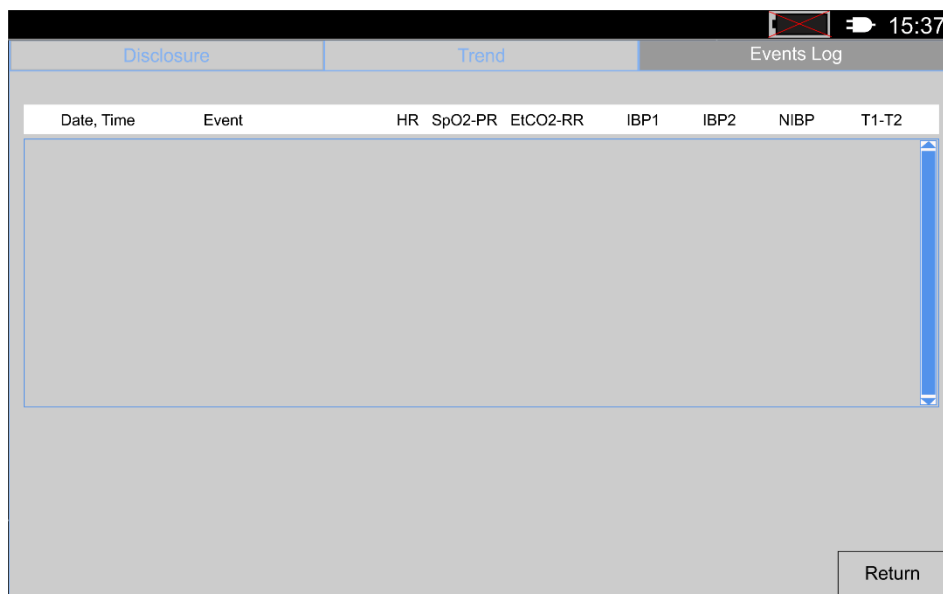 15:37
Disclosure Trend Events Log
Date, Time Event HR SpO2-PR EtCO2-RR IBP1 IBP2 NIBP T1-T2
Return